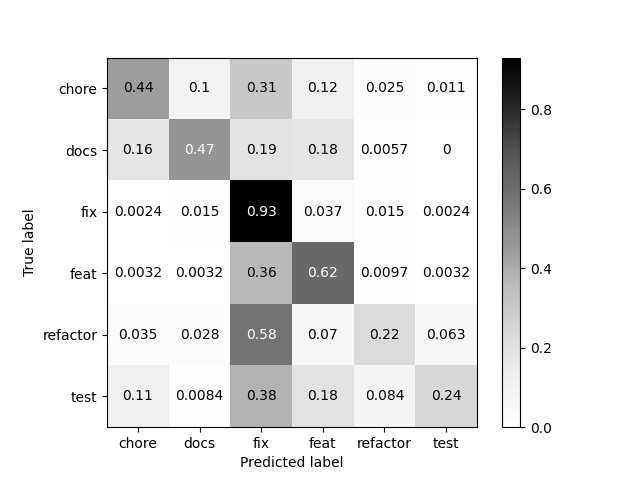 chore 0.44 0.1 0.31 0.12 0.025 0.011
docs 0.16 0.47 0.19 0.18 0.0057 0
fix 0.0024 0.015 0.93 0.037 0.015 0.0024
feat 0.0032 0.0032 0.36 0.62 0.0097 0.0032
refactor 0.035 0.028 0.58 0.07 0.22 0.063
test 0.11 0.0084 0.38 0.18 0.084 0.24
chore docs fix feat refactor test
Predicted label
True label
0.8
0.6
0.4
0.2
0.0